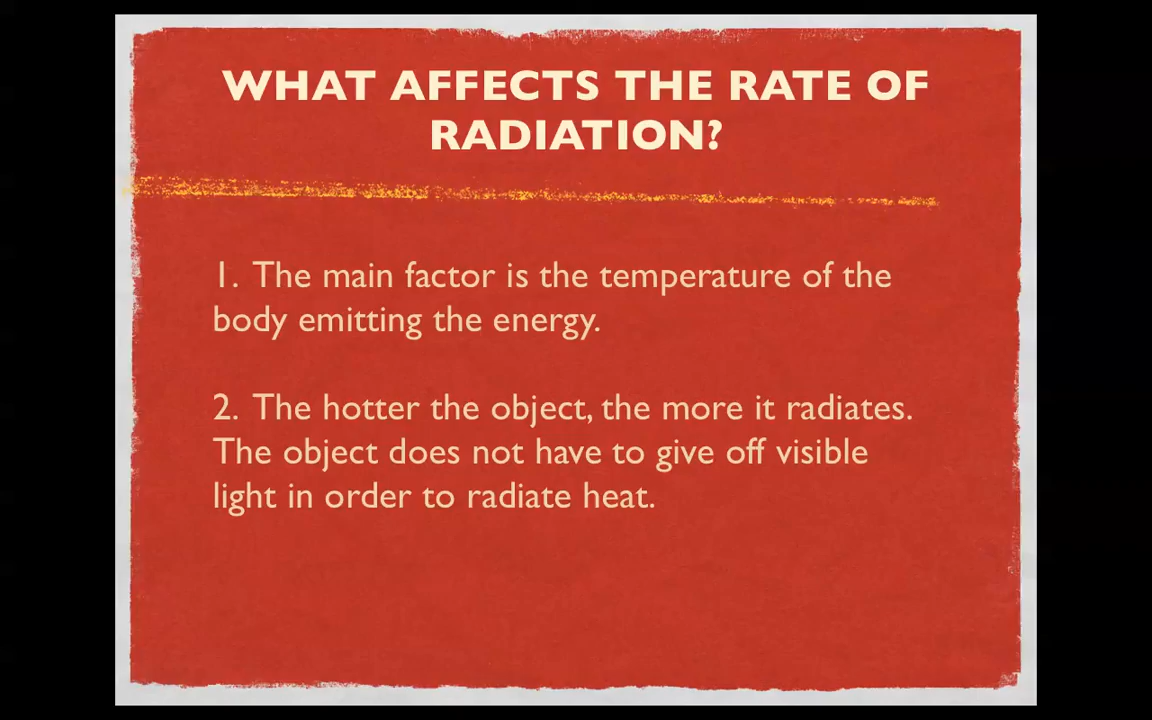 WHAT AFFECTS THE RATE OF
RADIATION?
1. The main factor is the temperature of the
body emitting the energy.
2. The hotter the object, the more it radiates.
The object does not have to give off visible
light in order to radiate heat.